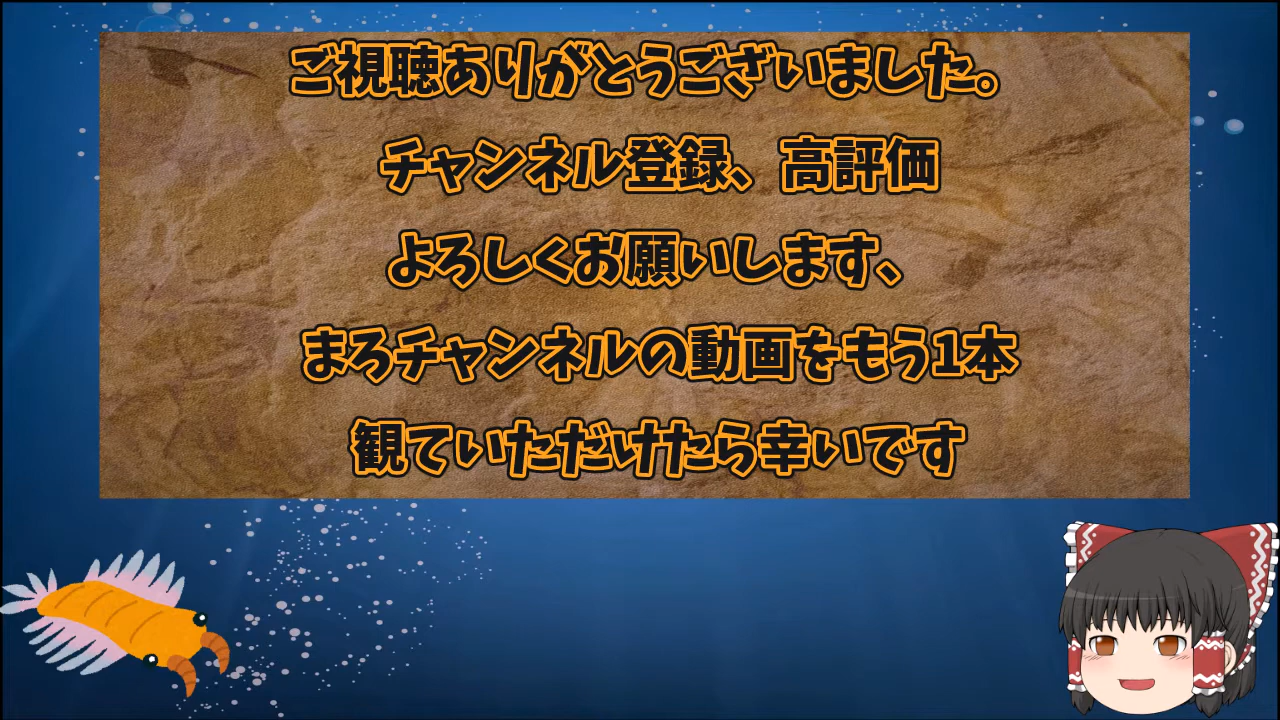 ご視聴ありがとうございました。
チャンネル登録、高評価
よろしくお願いします、
まろチャンネルの動画をもう1本
観ていただけたら幸いです